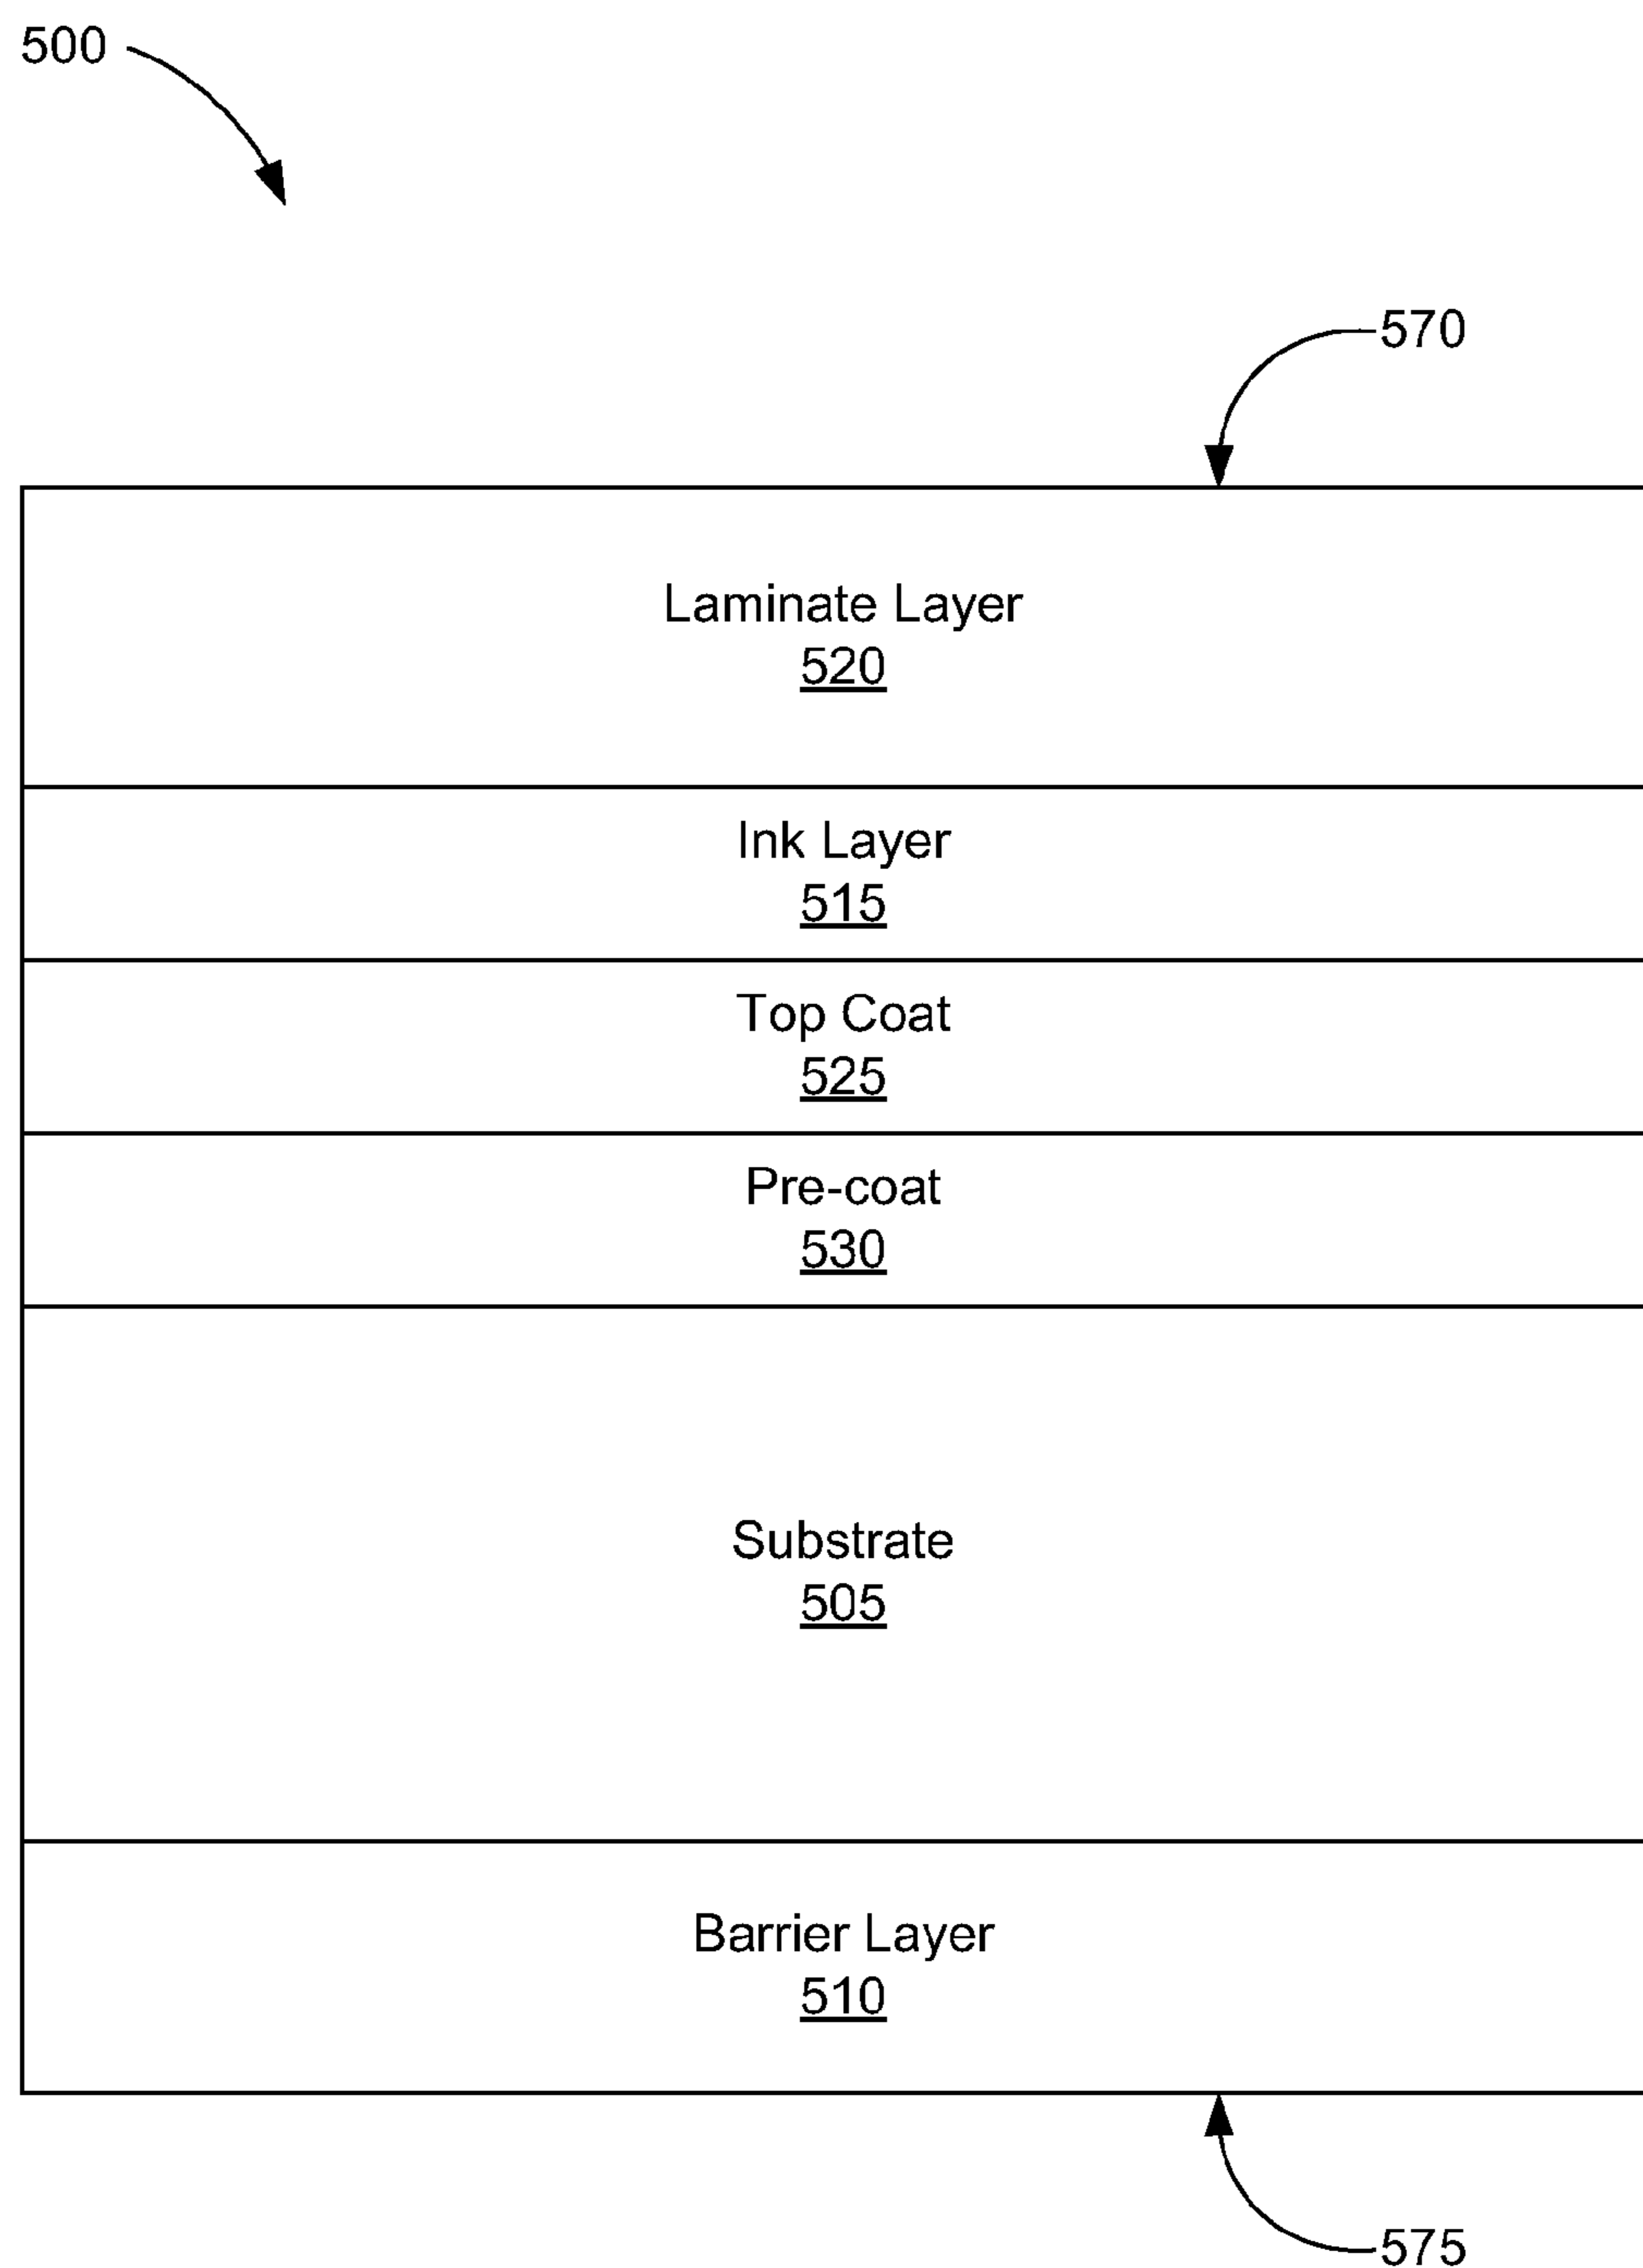 500
570
Laminate Layer
520
Ink Layer
515
Top Coat
525
Pre-coat
530
Substrate
505
Barrier Layer
510
575